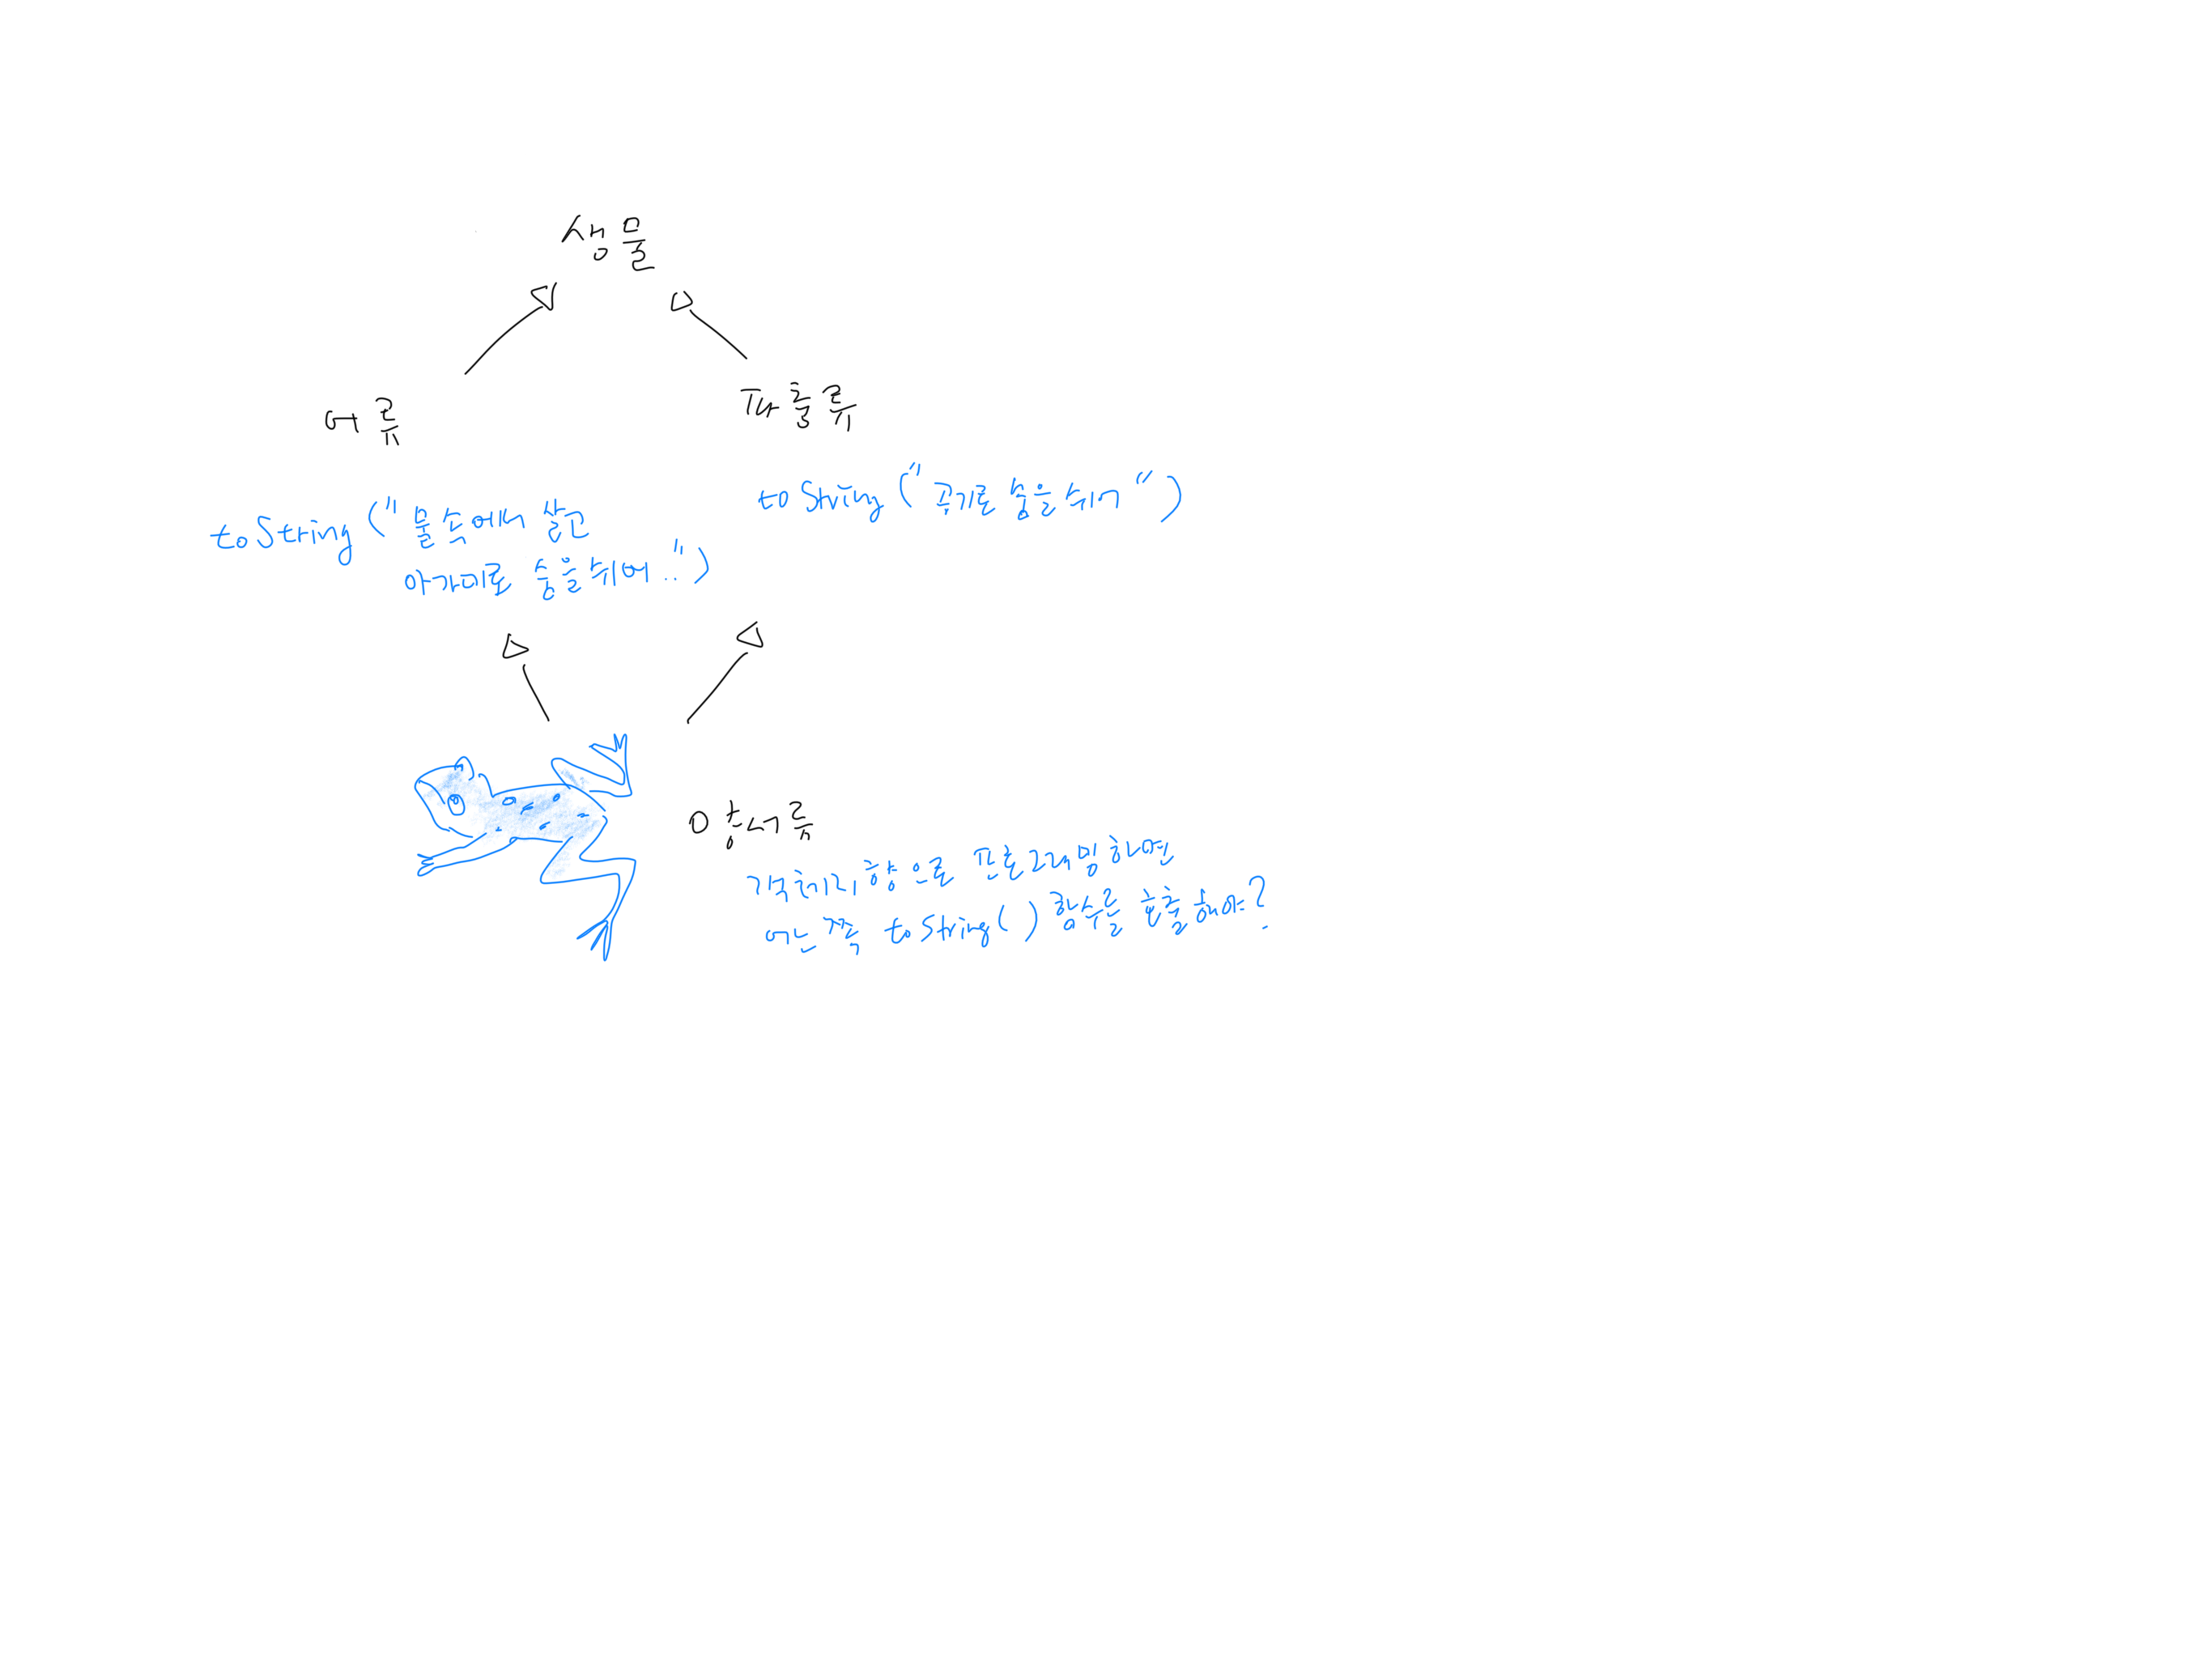 생물
어류
파충류
toString("물속에서 살고
아가미로 숨을쉬며..")
toString("공기로 숨을쉬며")
양서류
객체지향으로 프로그래밍하면
어느쪽 toString() 함수를 호출해야?